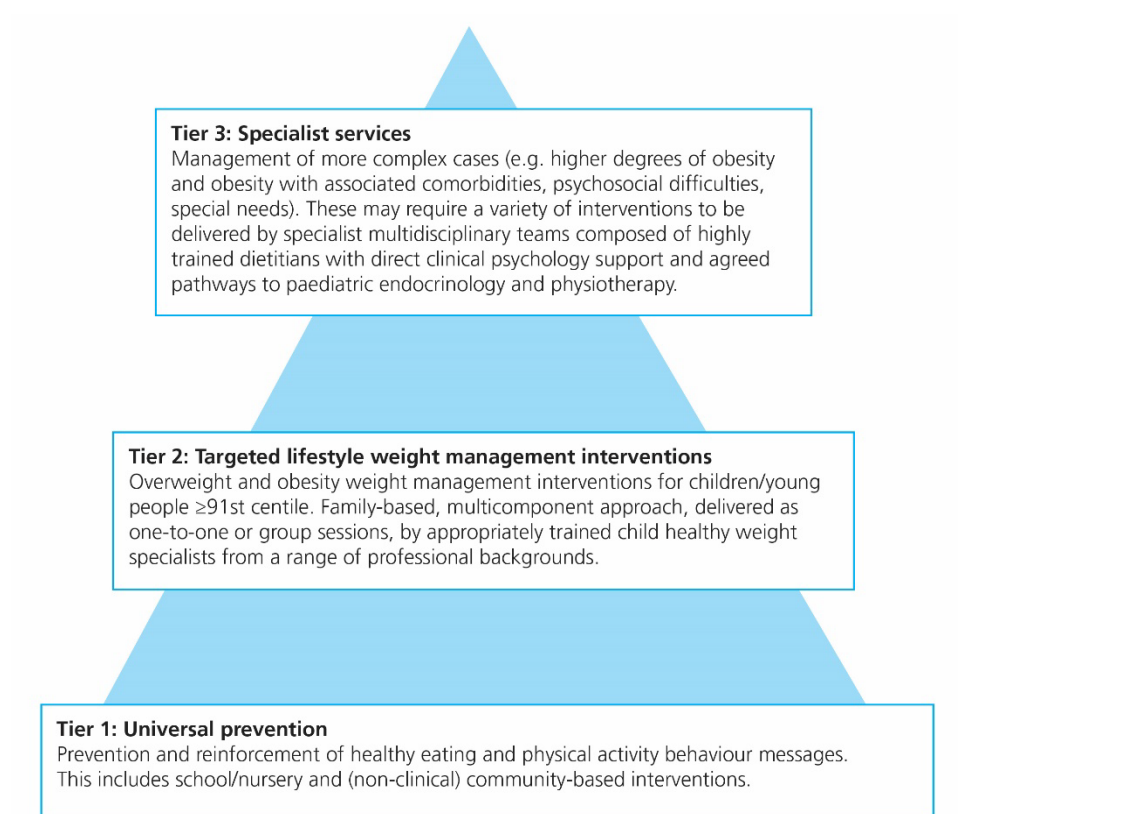 Tier 3: Specialist services
Management of more complex cases (e.g. higher degrees of obesity
and obesity with associated comorbidities, psychosocial difficulties,
special needs). These may require a variety of interventions to be
delivered by specialist multidisciplinary teams composed of highly
trained dietitians with direct clinical psychology support and agreed
pathways to paediatric endocrinology and physiotherapy.
Tier 2: Targeted lifestyle weight management interventions
Overweight and obesity weight management interventions for children/young
people ≥91st centile. Family-based, multicomponent approach, delivered as
one-to-one or group sessions, by appropriately trained child healthy weight
specialists from a range of professional backgrounds.
Tier 1: Universal prevention
Prevention and reinforcement of healthy eating and physical activity behaviour messages.
This includes school/nursery and (non-clinical) community-based interventions.